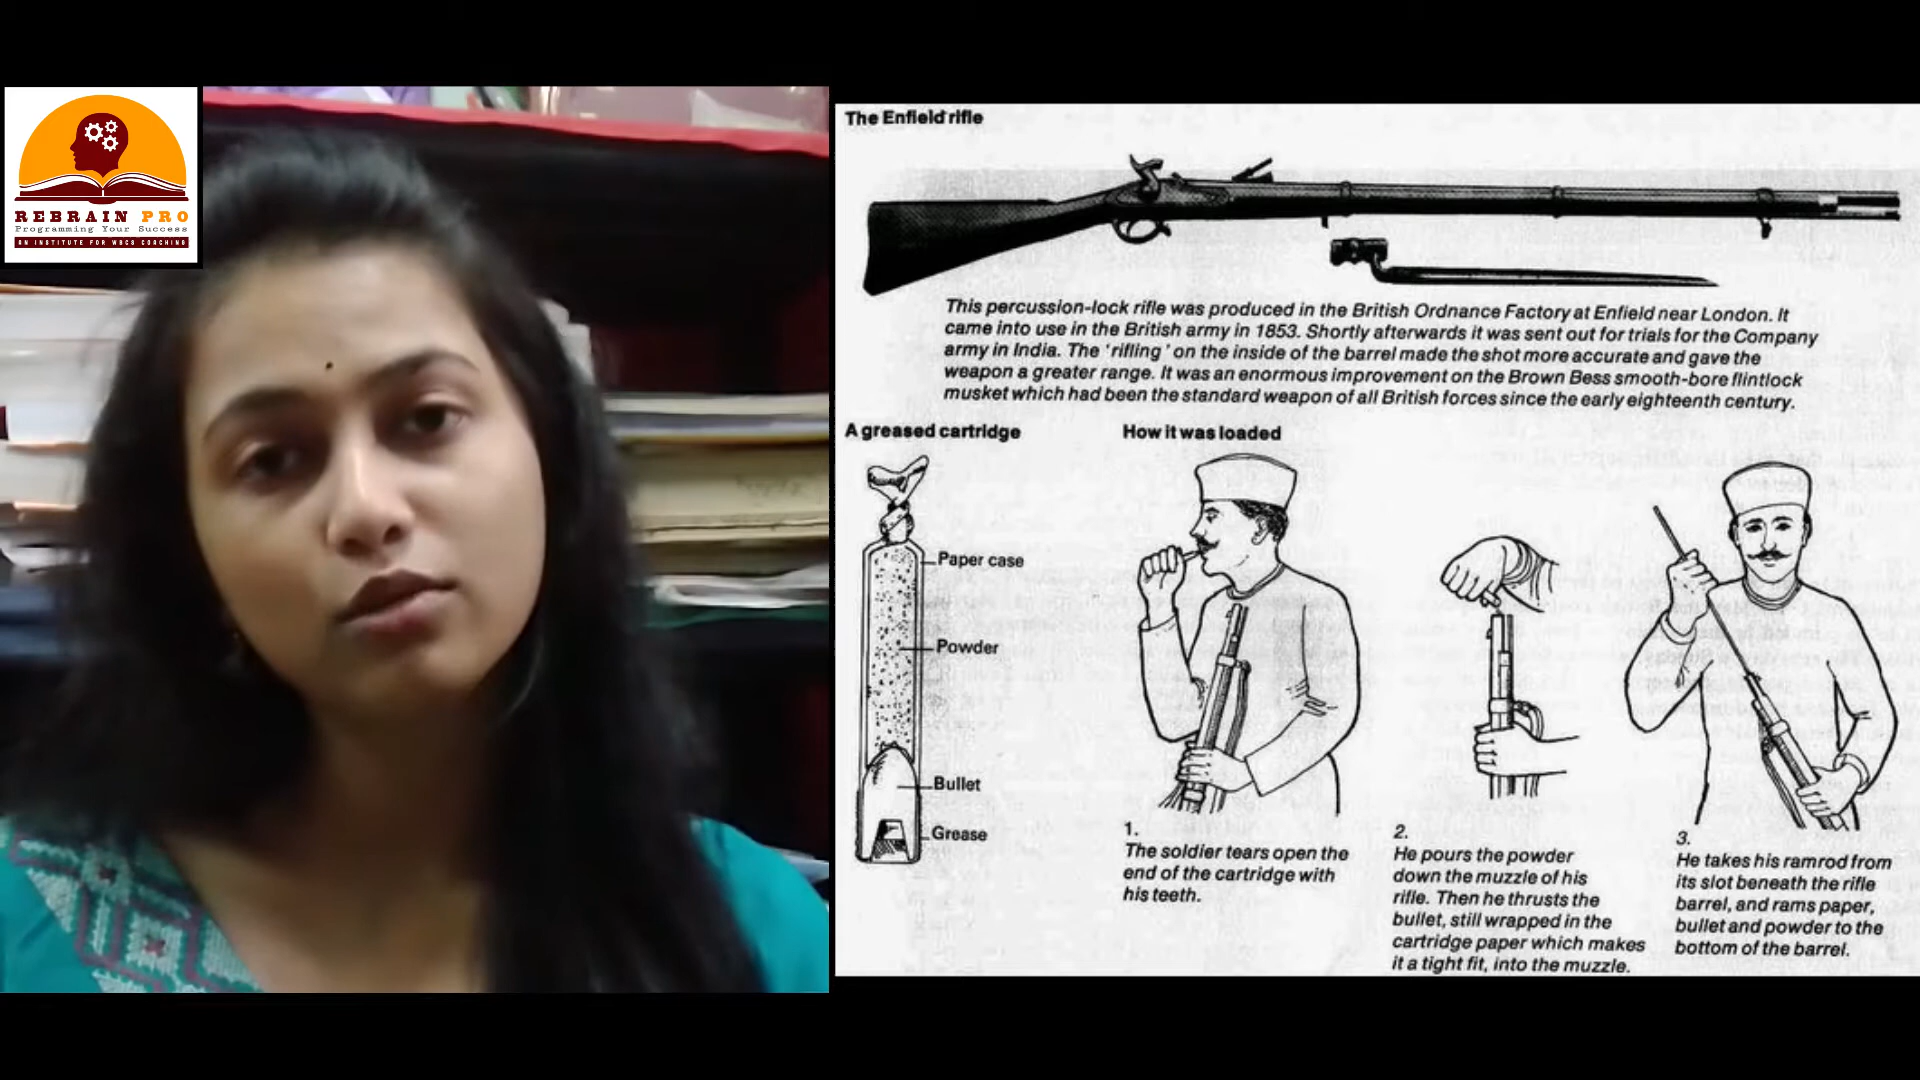 REBRAIN PRO
Programming Your Success
AN INSTITUTE FOR WBCS COACHING
The Enfield rifle
This percussion-lock rifle was produced in the British Ordnance Factory at Enfield near London. It
came into use in the British army in 1853. Shortly afterwards it was sent out for trials for the Company
army in India. The 'rifling' on the inside of the barrel made the shot more accurate and gave the
weapon a greater range. It was an enormous improvement on the Brown Bess smooth-bore flintlock
musket which had been the standard weapon of all British forces since the early eighteenth century.
A greased cartridge
Paper case
Powder
Bullet
Grease
How it was loaded
1.
The soldier tears open the
end of the cartridge with
his teeth.
2.
He pours the powder
down the muzzle of his
rifle. Then he thrusts the
bullet, still wrapped in the
cartridge paper which makes
it a tight fit, into the muzzle.
3.
He takes his ramrod from
its slot beneath the rifle
barrel, and rams paper,
bullet and powder to the
bottom of the barrel.